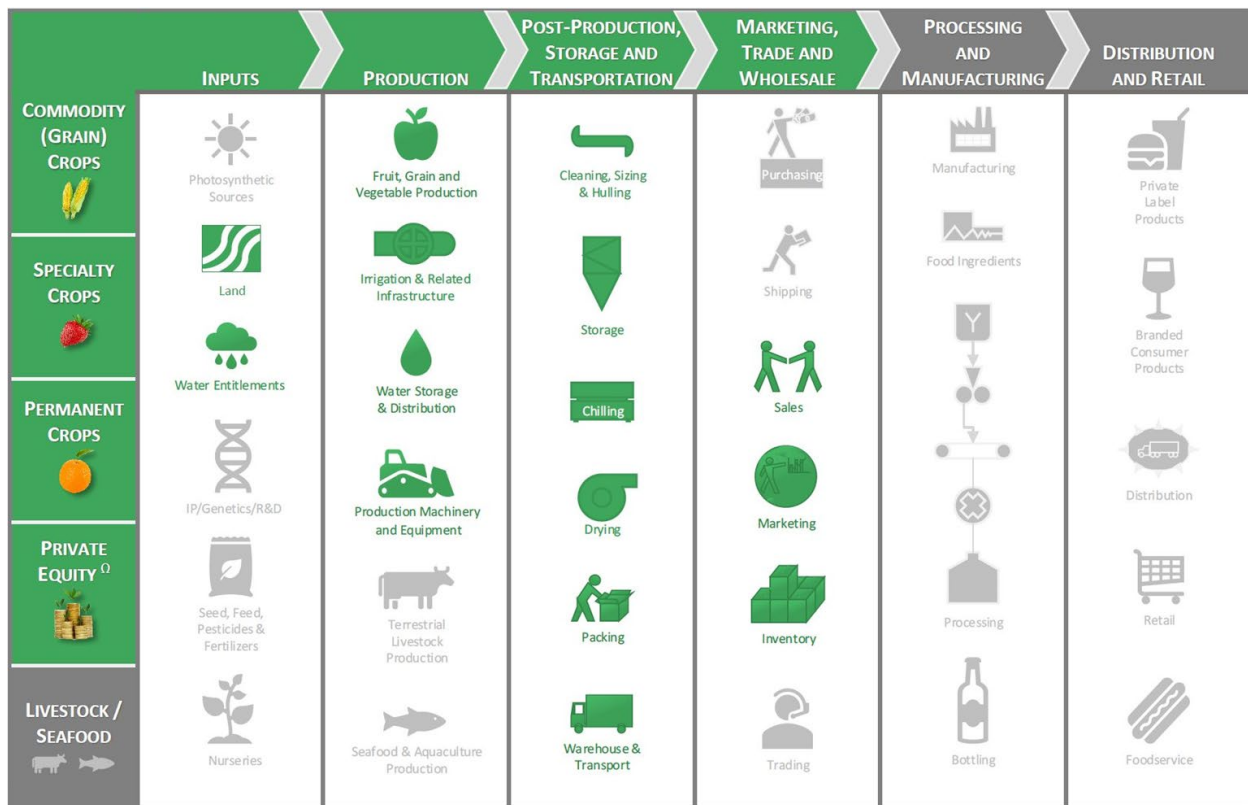 INPUTS
PRODUCTION
POST-PRODUCTION,
STORAGE AND
TRANSPORTATION
MARKETING,
TRADE AND
WHOLESALE
PROCESSING
AND
MANUFACTURING
DISTRIBUTION
AND RETAIL
COMMODITY
(GRAIN)
CROPS
SPECIALTY
CROPS
PERMANENT
CROPS
PRIVATE
EQUITY Ω
LIVESTOCK /
SEAFOOD
Photosynthetic
Sources
Land
Water Entitlements
IP/Genetics/R&D
Seed, Feed,
Pesticides &
Fertilizers
Nurseries
Fruit, Grain and
Vegetable Production
Irrigation & Related
Infrastructure
Water Storage
& Distribution
Production Machinery
and Equipment
Terrestrial
Livestock
Production
Seafood & Aquaculture
Production
Cleaning, Sizing
& Hulling
Storage
Chilling
Drying
Packing
Warehouse &
Transport
Purchasing
Shipping
Sales
Marketing
Inventory
Trading
Manufacturing
Food Ingredients
Y
Processing
Bottling
Private
Label
Products
Branded
Consumer
Products
Distribution
Retail
Foodservice